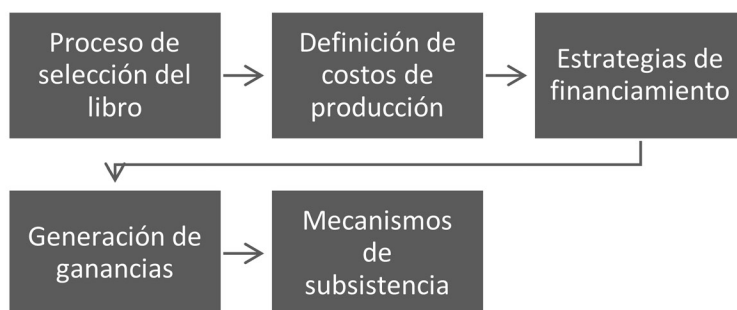 Proceso de
selección del
libro
Definición de
costos de
producción
Estrategias de
financiamiento
Generación de
ganancias
Mecanismos
de
subsistencia